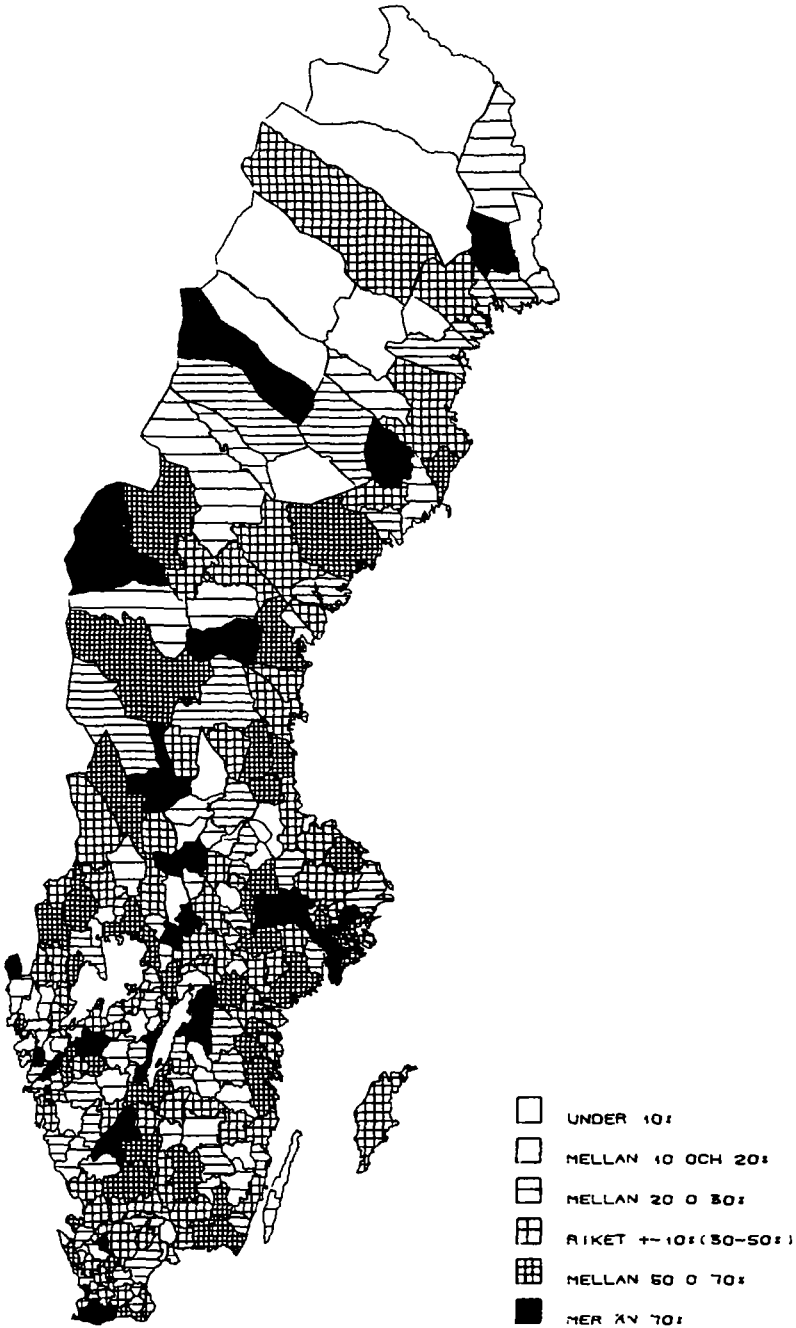 UNDER 10%
MELLAN 10 OCH 20%
MELLAN 20 O 30%
RIKET +-10%(30-50%)
MELLAN 50 O 70%
MER ÄN 70%